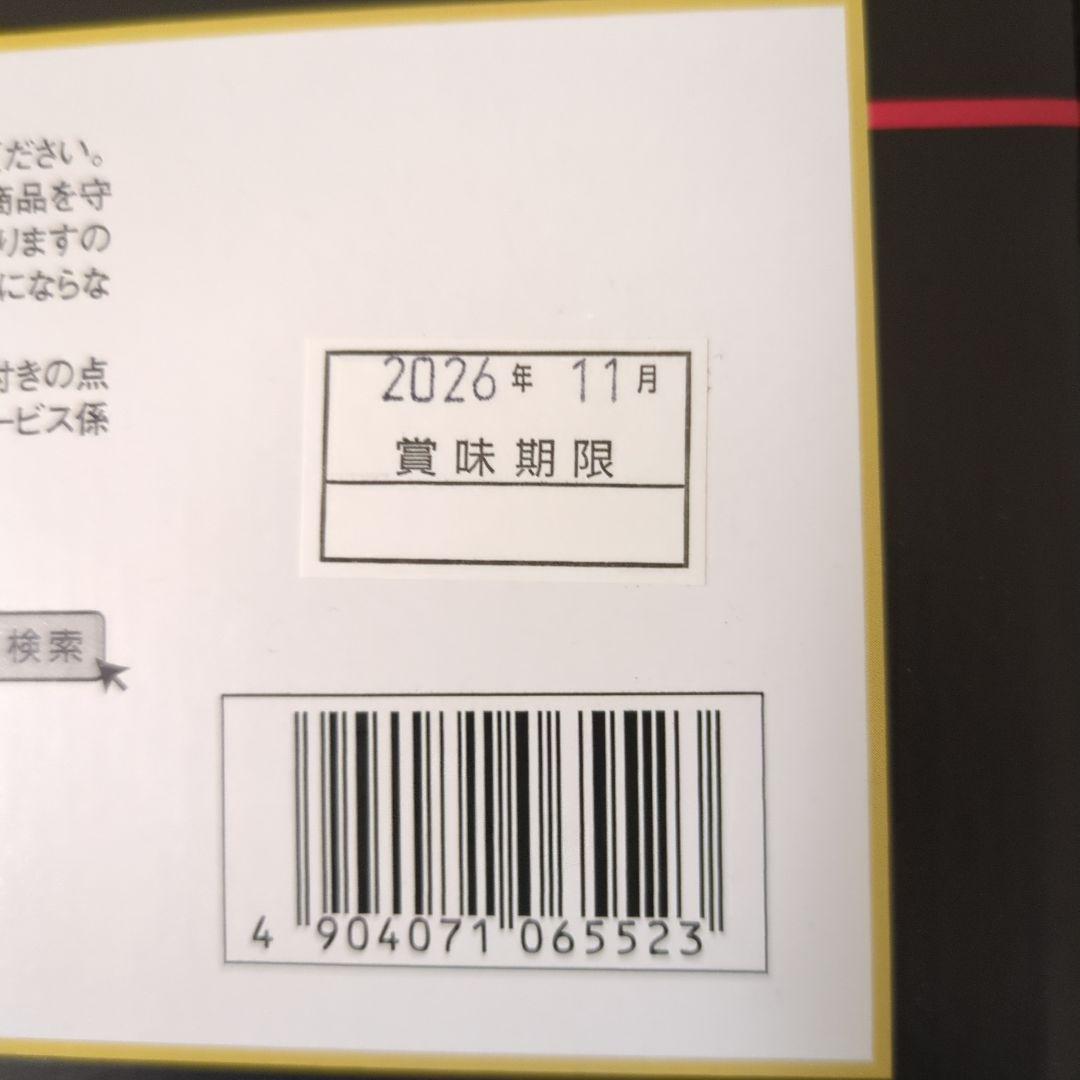 ください。
商品を守
りますの
にならな
付きの点
ービス係
2026年 11月
賞味期限
検索
4 904071 065523